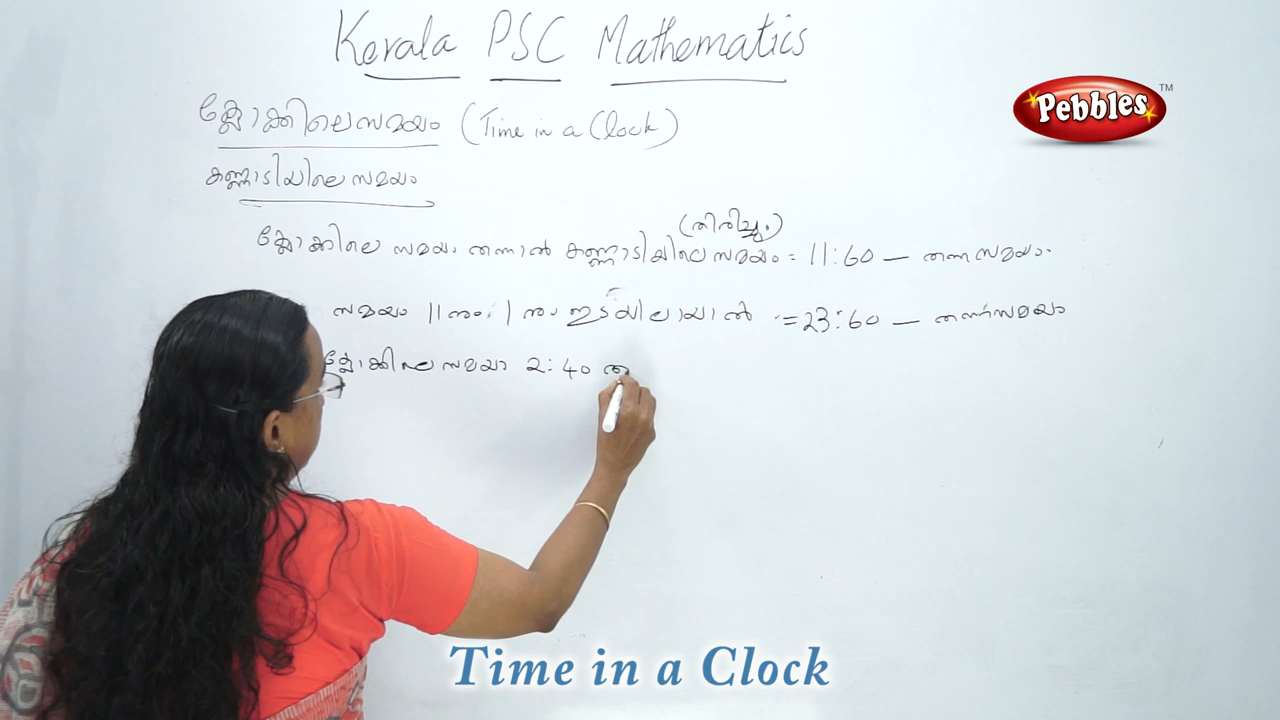 Kerala PSC Mathematics
Pebbles TM
ക്ലോക്കിലെ സമയം (Time in a Clock)
കണ്ണാടിയിലെ സമയം
(തിരിച്ചും)
ക്ലോക്കിലെ സമയം തന്നാൽ കണ്ണാടിയിലെ സമയം = 11:60 — തന്ന സമയം
സമയം 11നും 1നും ഇടയിലായാൽ = 23:60 — തന്ന സമയം
ക്ലോക്കിലെ സമയം 2:40
Time in a Clock